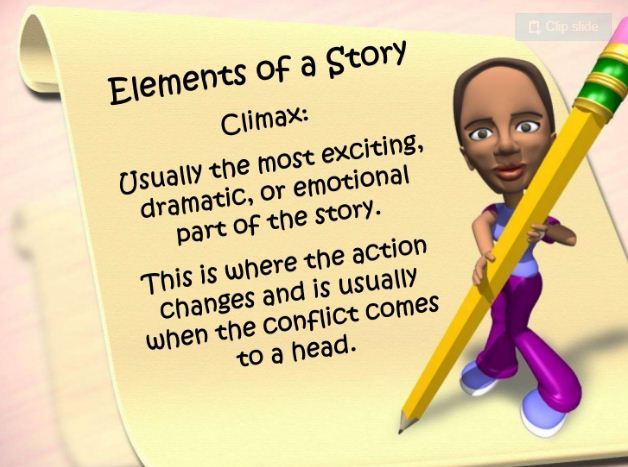 Clip slide
Elements of a Story
Climax:
Usually the most exciting,
dramatic, or emotional
part of the story.
This is where the action
changes and is usually
when the conflict comes
to a head.